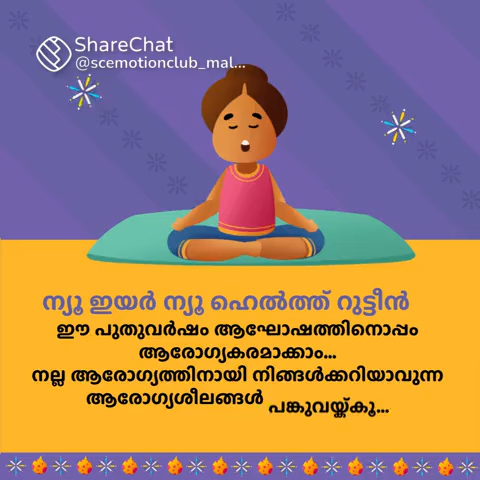 ShareChat
@scemotionclub_mal...
ന്യൂ ഇയർ ന്യൂ ഹെൽത്ത് റുട്ടീൻ
ഈ പുതുവർഷം ആഘോഷത്തിനൊപ്പം
ആരോഗ്യകരമാക്കാം...
നല്ല ആരോഗ്യത്തിനായി നിങ്ങൾക്കറിയാവുന്ന
ആരോഗ്യശീലങ്ങൾ പങ്കുവയ്ക്കൂ...